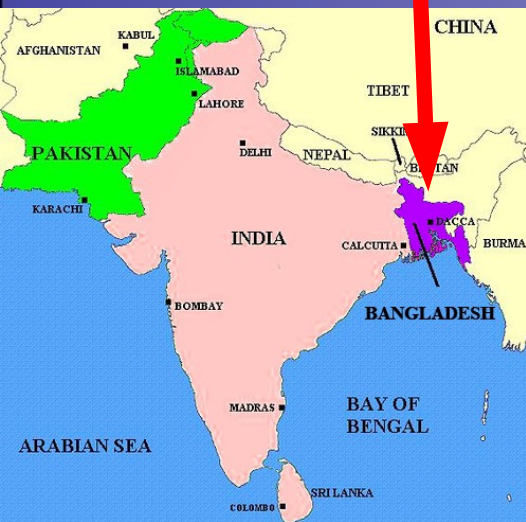 CHINA
KABUL
AFGHANISTAN
ISLAMABAD
LAHORE
TIBET
SIKKIM
PAKISTAN
DELHI
NEPAL
BHUTAN
KARACHI
DACCA
INDIA
CALCUTTA
BURMA
BOMBAY
BANGLADESH
MADRAS
BAY OF
BENGAL
ARABIAN SEA
SRI LANKA
COLOMBO